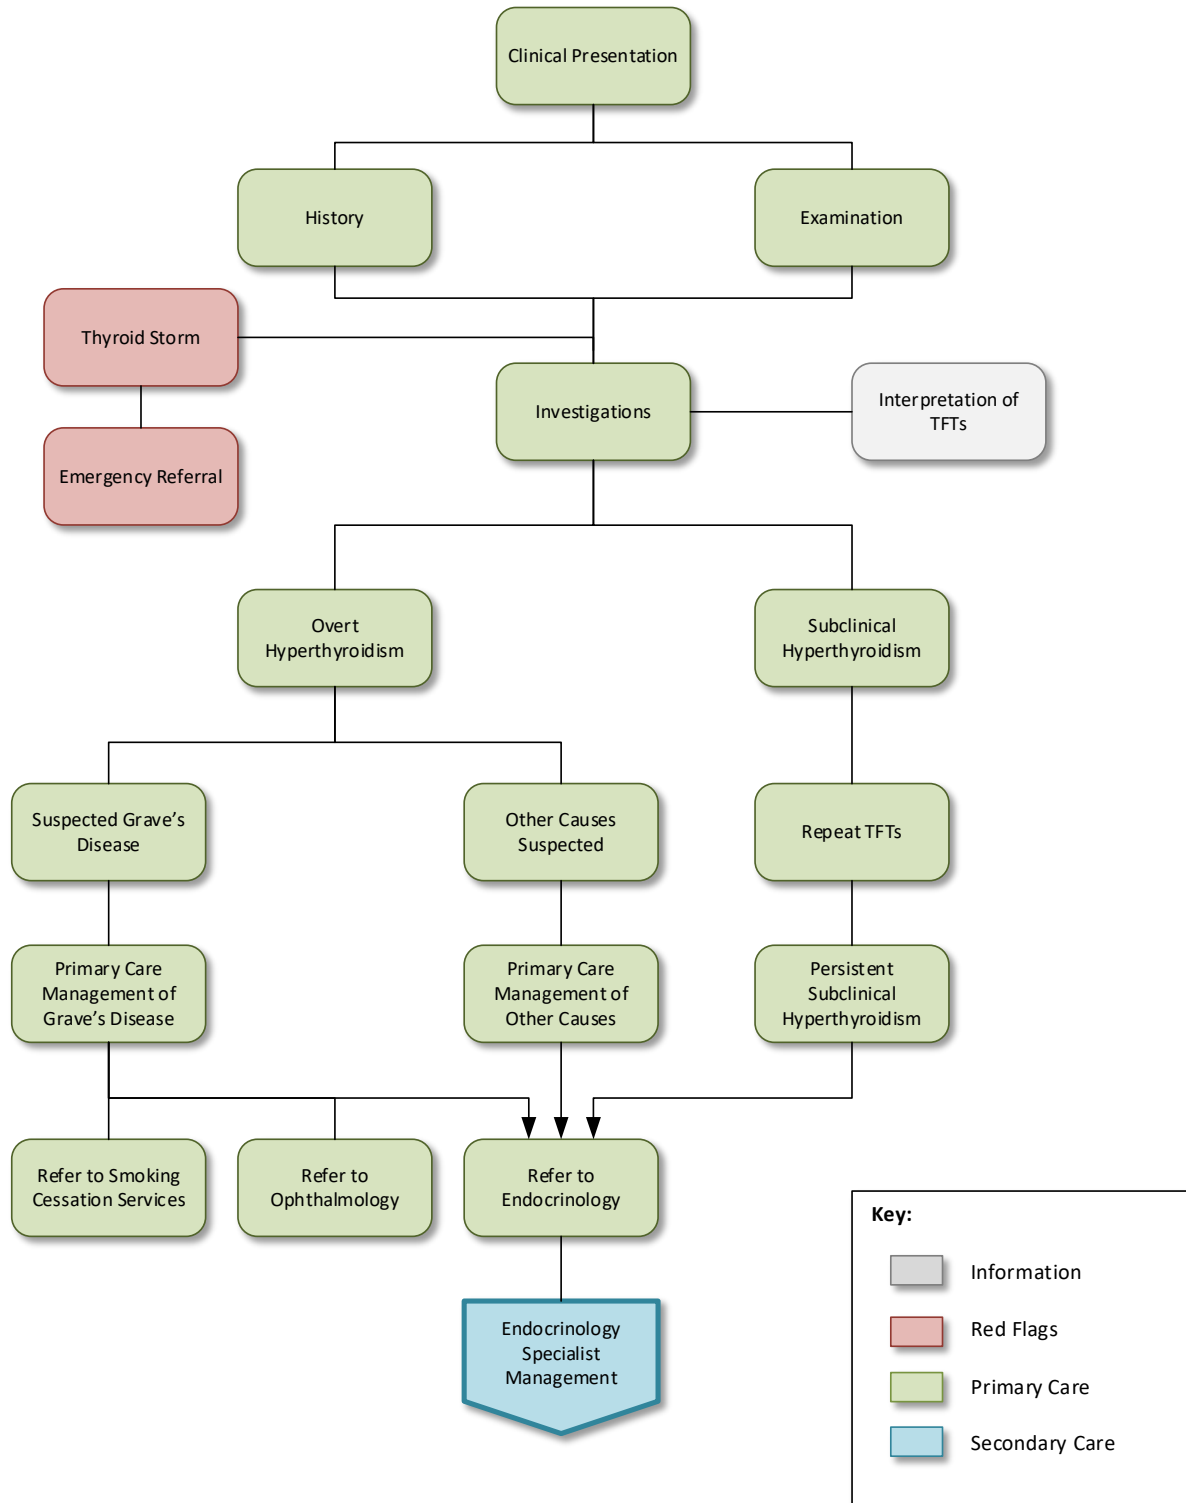 Clinical Presentation
History
Examination
Thyroid Storm
Investigations
Interpretation of
TFTs
Emergency Referral
Overt
Hyperthyroidism
Subclinical
Hyperthyroidism
Suspected Grave’s
Disease
Other Causes
Suspected
Repeat TFTs
Primary Care
Management of
Grave’s Disease
Primary Care
Management of
Other Causes
Persistent
Subclinical
Hyperthyroidism
Refer to Smoking
Cessation Services
Refer to
Ophthalmology
Refer to
Endocrinology
Endocrinology
Specialist
Management
Key:
Information
Red Flags
Primary Care
Secondary Care